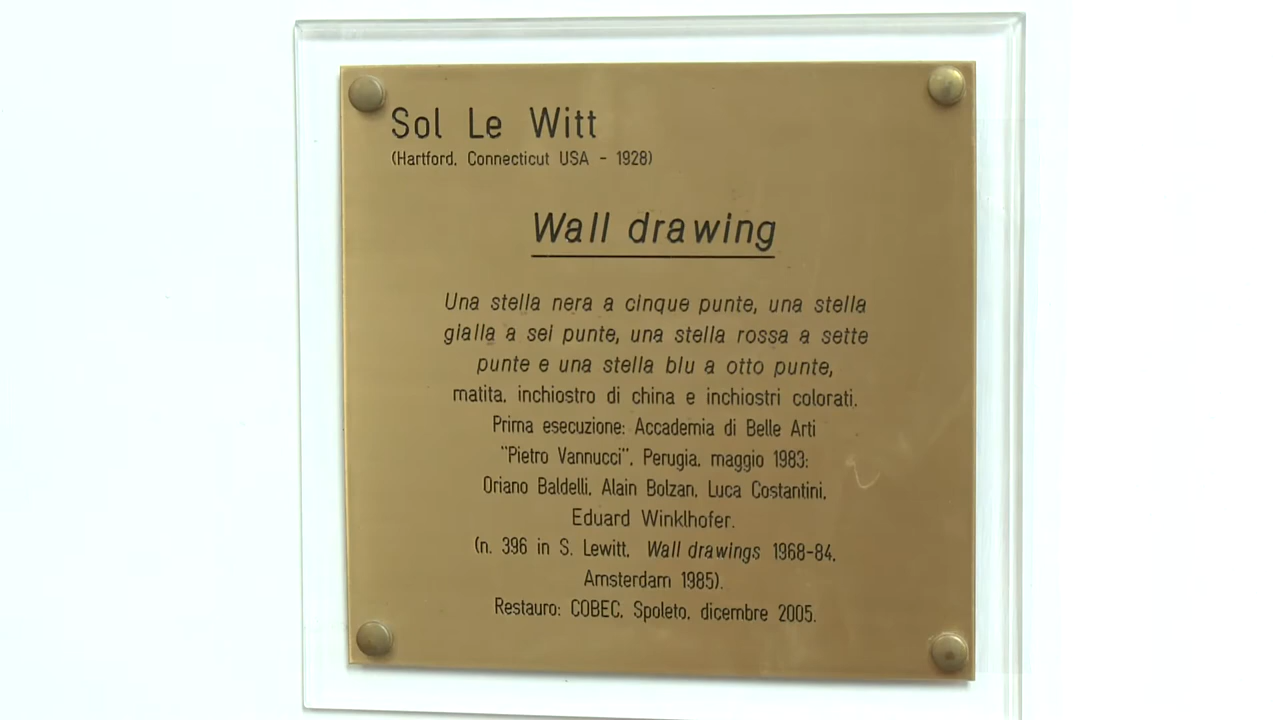 Sol Le Witt
(Hartford, Connecticut USA - 1928)
Wall drawing
Una stella nera a cinque punte, una stella
gialla a sei punte, una stella rossa a sette
punte e una stella blu a otto punte,
matita, inchiostro di china e inchiostri colorati.
Prima esecuzione: Accademia di Belle Arti
"Pietro Vannucci", Perugia, maggio 1983:
Oriano Baldelli, Alain Bolzan, Luca Costantini,
Eduard Winklhofer.
(n. 396 in S. Lewitt, Wall drawings 1968-84,
Amsterdam 1985).
Restauro: COBEC, Spoleto, dicembre 2005.